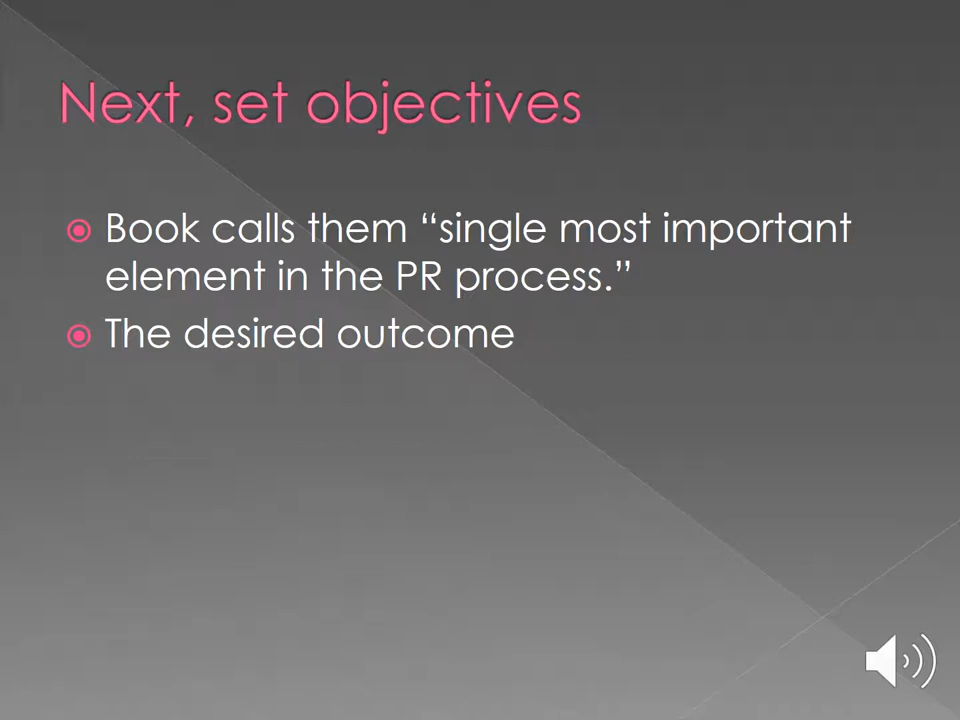 Next, set objectives
Book calls them “single most important
element in the PR process.”
The desired outcome